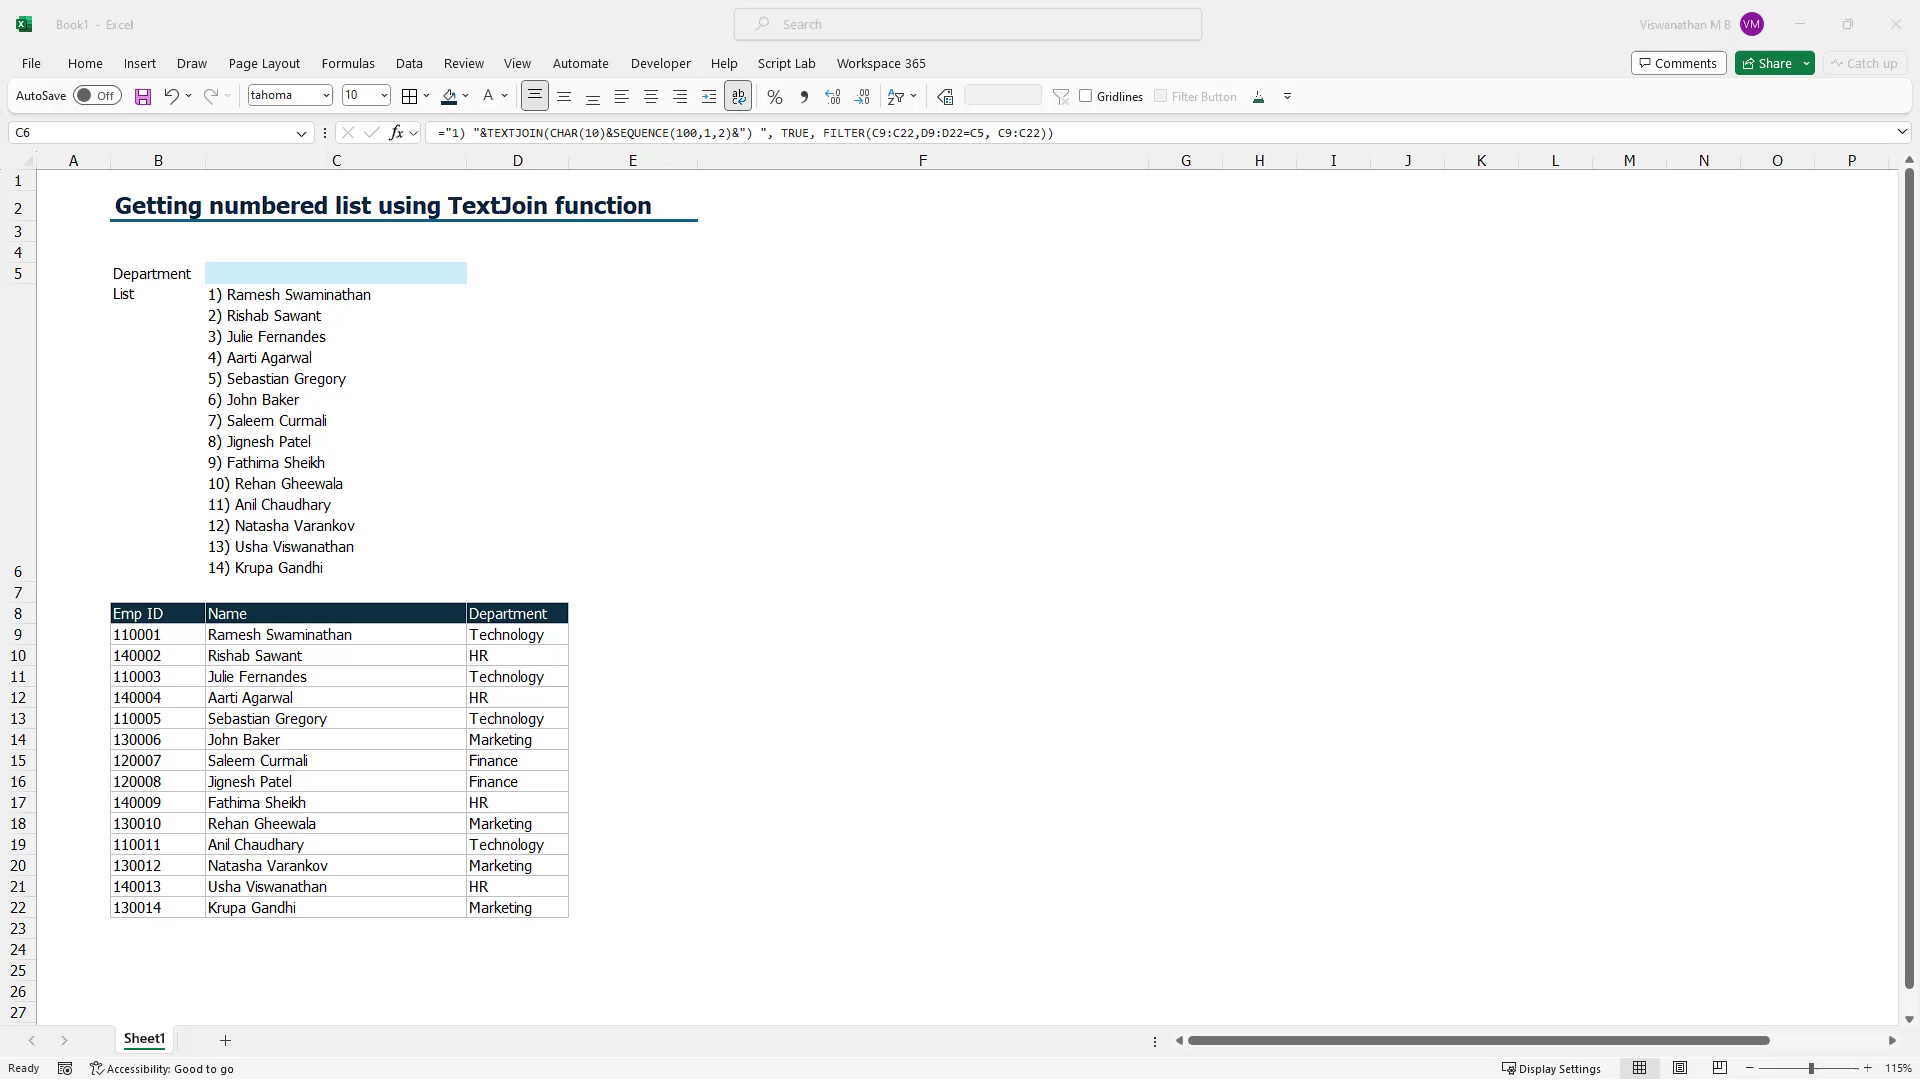 Book1 - Excel
Search
Viswanathan M B VM
File Home Insert Draw Page Layout Formulas Data Review View Automate Developer Help Script Lab Workspace 365
Comments Share Catch up
AutoSave Off tahoma 10 Gridlines Filter Button
C6 fx ="1) "&TEXTJOIN(CHAR(10)&SEQUENCE(100,1,2)&") ", TRUE, FILTER(C9:C22,D9:D22=C5, C9:C22))
A B C D E F G H I J K L M N O P
1
2 Getting numbered list using TextJoin function
3
4
5 Department
List 1) Ramesh Swaminathan
2) Rishab Sawant
3) Julie Fernandes
4) Aarti Agarwal
5) Sebastian Gregory
6) John Baker
7) Saleem Curmali
8) Jignesh Patel
9) Fathima Sheikh
10) Rehan Gheewala
11) Anil Chaudhary
12) Natasha Varankov
13) Usha Viswanathan
6 14) Krupa Gandhi
7
8 Emp ID Name Department
9 110001 Ramesh Swaminathan Technology
10 140002 Rishab Sawant HR
11 110003 Julie Fernandes Technology
12 140004 Aarti Agarwal HR
13 110005 Sebastian Gregory Technology
14 130006 John Baker Marketing
15 120007 Saleem Curmali Finance
16 120008 Jignesh Patel Finance
17 140009 Fathima Sheikh HR
18 130010 Rehan Gheewala Marketing
19 110011 Anil Chaudhary Technology
20 130012 Natasha Varankov Marketing
21 140013 Usha Viswanathan HR
22 130014 Krupa Gandhi Marketing
23
24
25
26
27
Sheet1
Ready Accessibility: Good to go Display Settings 115%